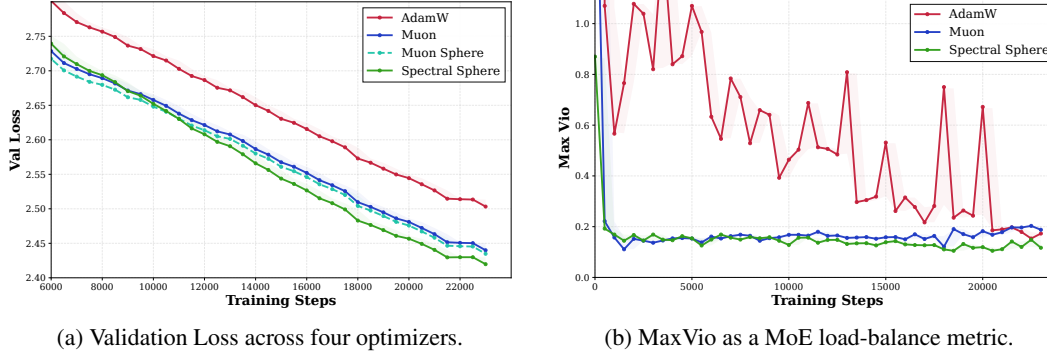 AdamW
Muon
Muon Sphere
Spectral Sphere
Val Loss
2.75
2.70
2.65
2.60
2.55
2.50
2.45
2.40
6000 8000 10000 12000 14000 16000 18000 20000 22000
Training Steps
(a) Validation Loss across four optimizers.
AdamW
Muon
Spectral Sphere
Max Vio
1.0
0.8
0.6
0.4
0.2
0.0
0 5000 10000 15000 20000
Training Steps
(b) MaxVio as a MoE load-balance metric.